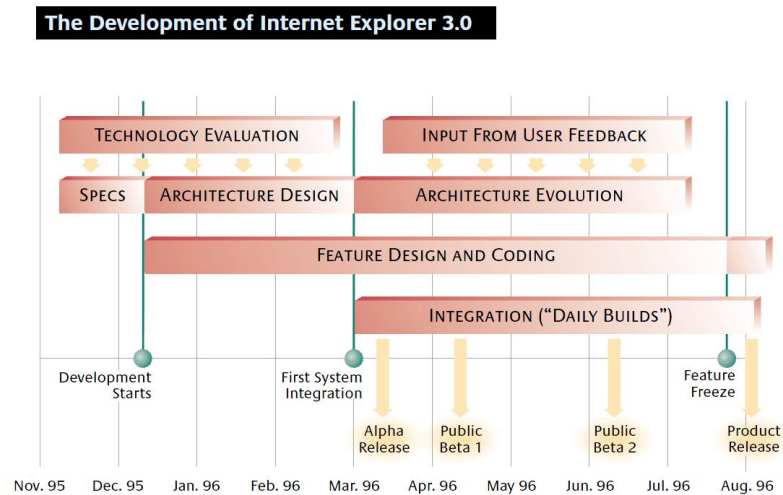 The Development of Internet Explorer 3.0
TECHNOLOGY EVALUATION
INPUT FROM USER FEEDBACK
SPECS
ARCHITECTURE DESIGN
ARCHITECTURE EVOLUTION
FEATURE DESIGN AND CODING
INTEGRATION (“DAILY BUILDS”)
Development
Starts
First System
Integration
Feature
Freeze
Alpha
Release
Public
Beta 1
Public
Beta 2
Product
Release
Nov. 95 Dec. 95 Jan. 96 Feb. 96 Mar. 96 Apr. 96 May. 96 Jun. 96 Jul. 96 Aug. 96